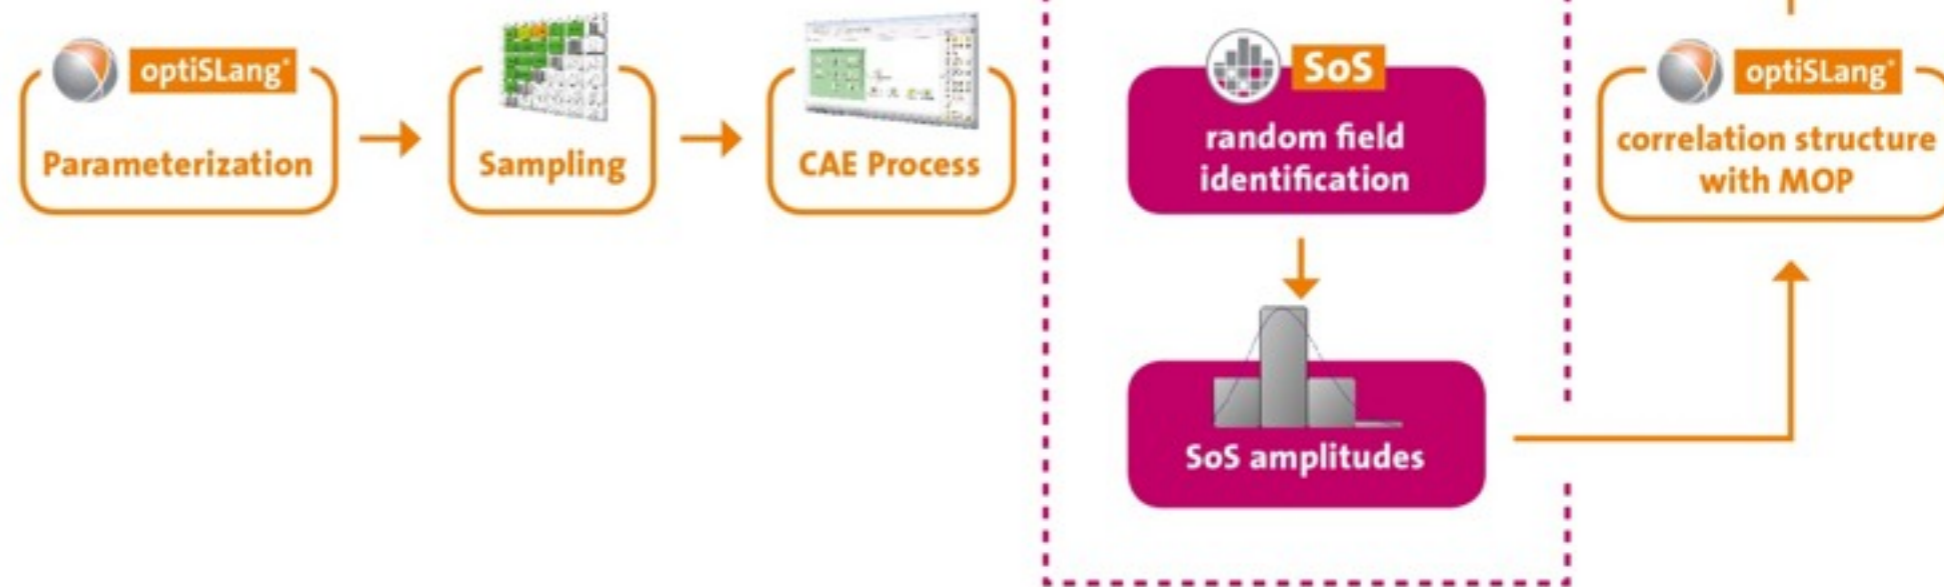 optiSLang®
Parameterization
Sampling
CAE Process
SoS
random field
identification
SoS amplitudes
optiSLang®
correlation structure
with MOP